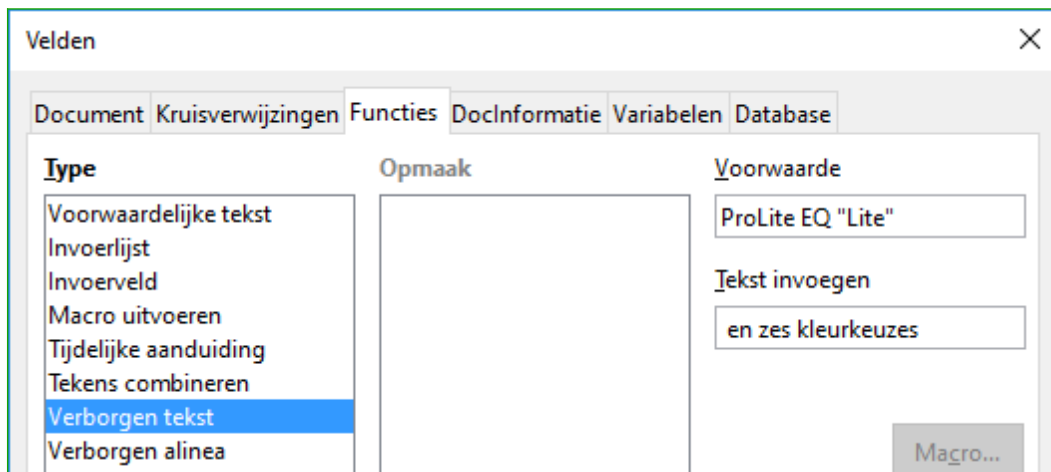 Velden
Document Kruisverwijzingen Functies DocInformatie Variabelen Database
Type
Opmaak
Voorwaarde
Voorwaardelijke tekst
Invoerlijst
Invoerveld
Macro uitvoeren
Tijdelijke aanduiding
Tekens combineren
Verborgen tekst
Verborgen alinea
ProLite EQ "Lite"
Tekst invoegen
en zes kleurkeuzes
Macro...